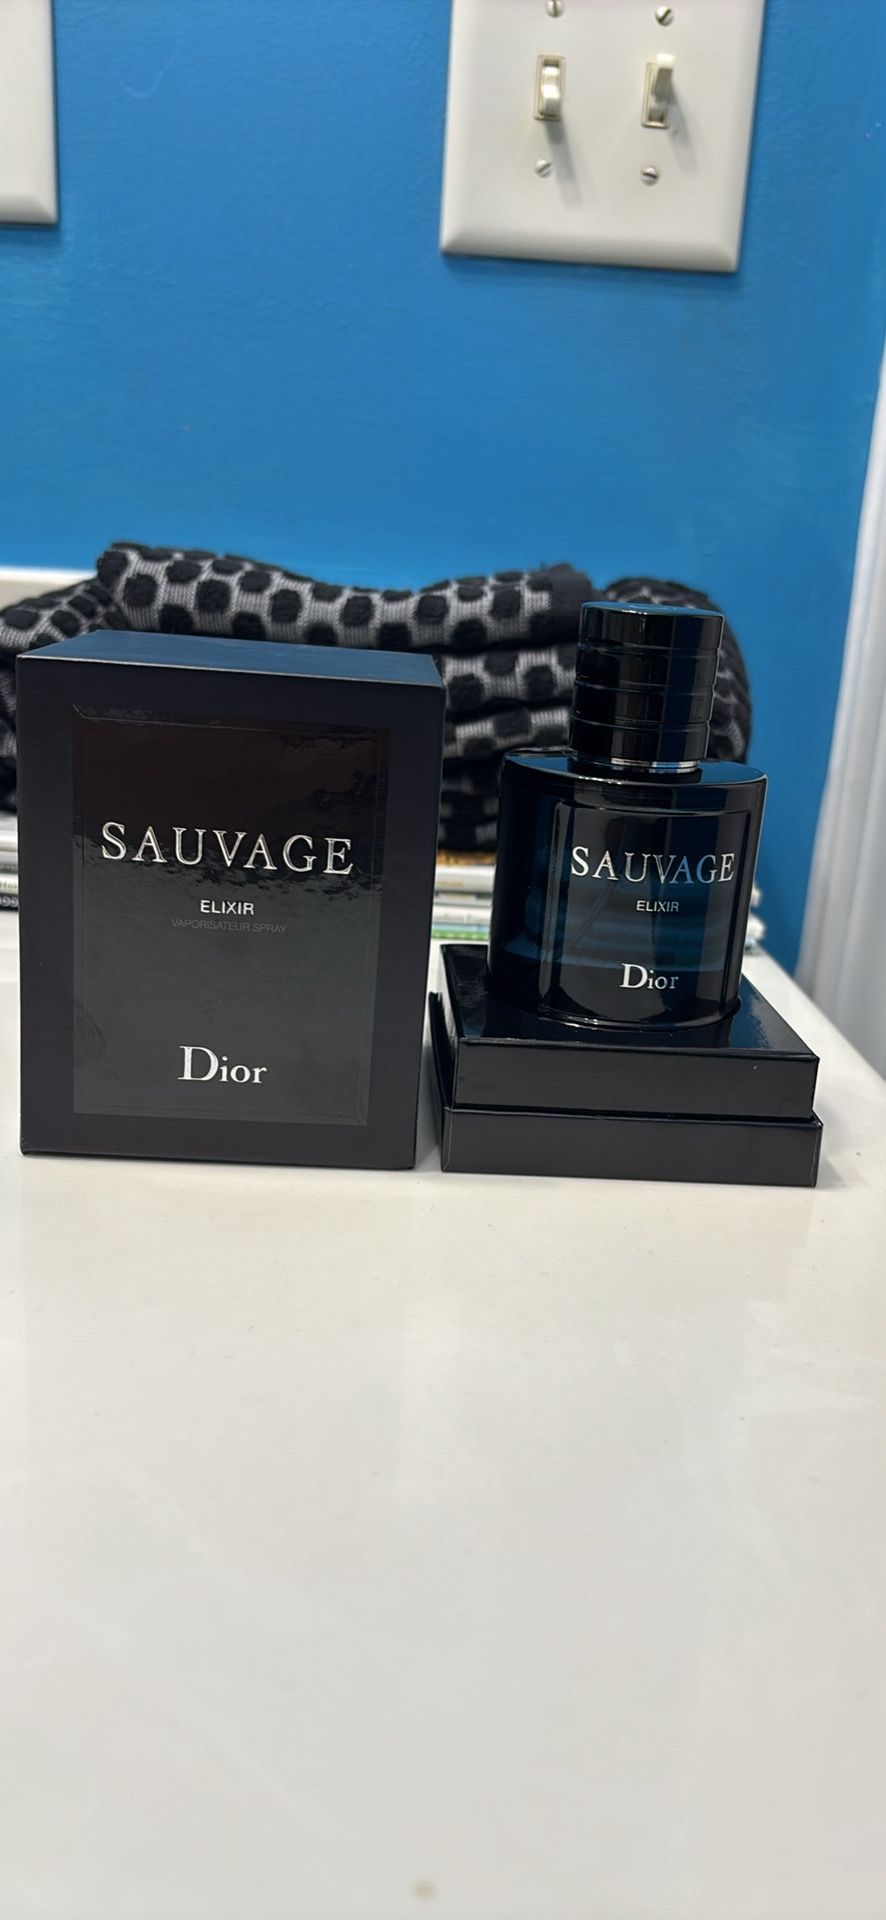 SAUVAGE
ELIXIR
VAPORISATEUR SPRAY
Dior
SAUVAGE
ELIXIR
Dior